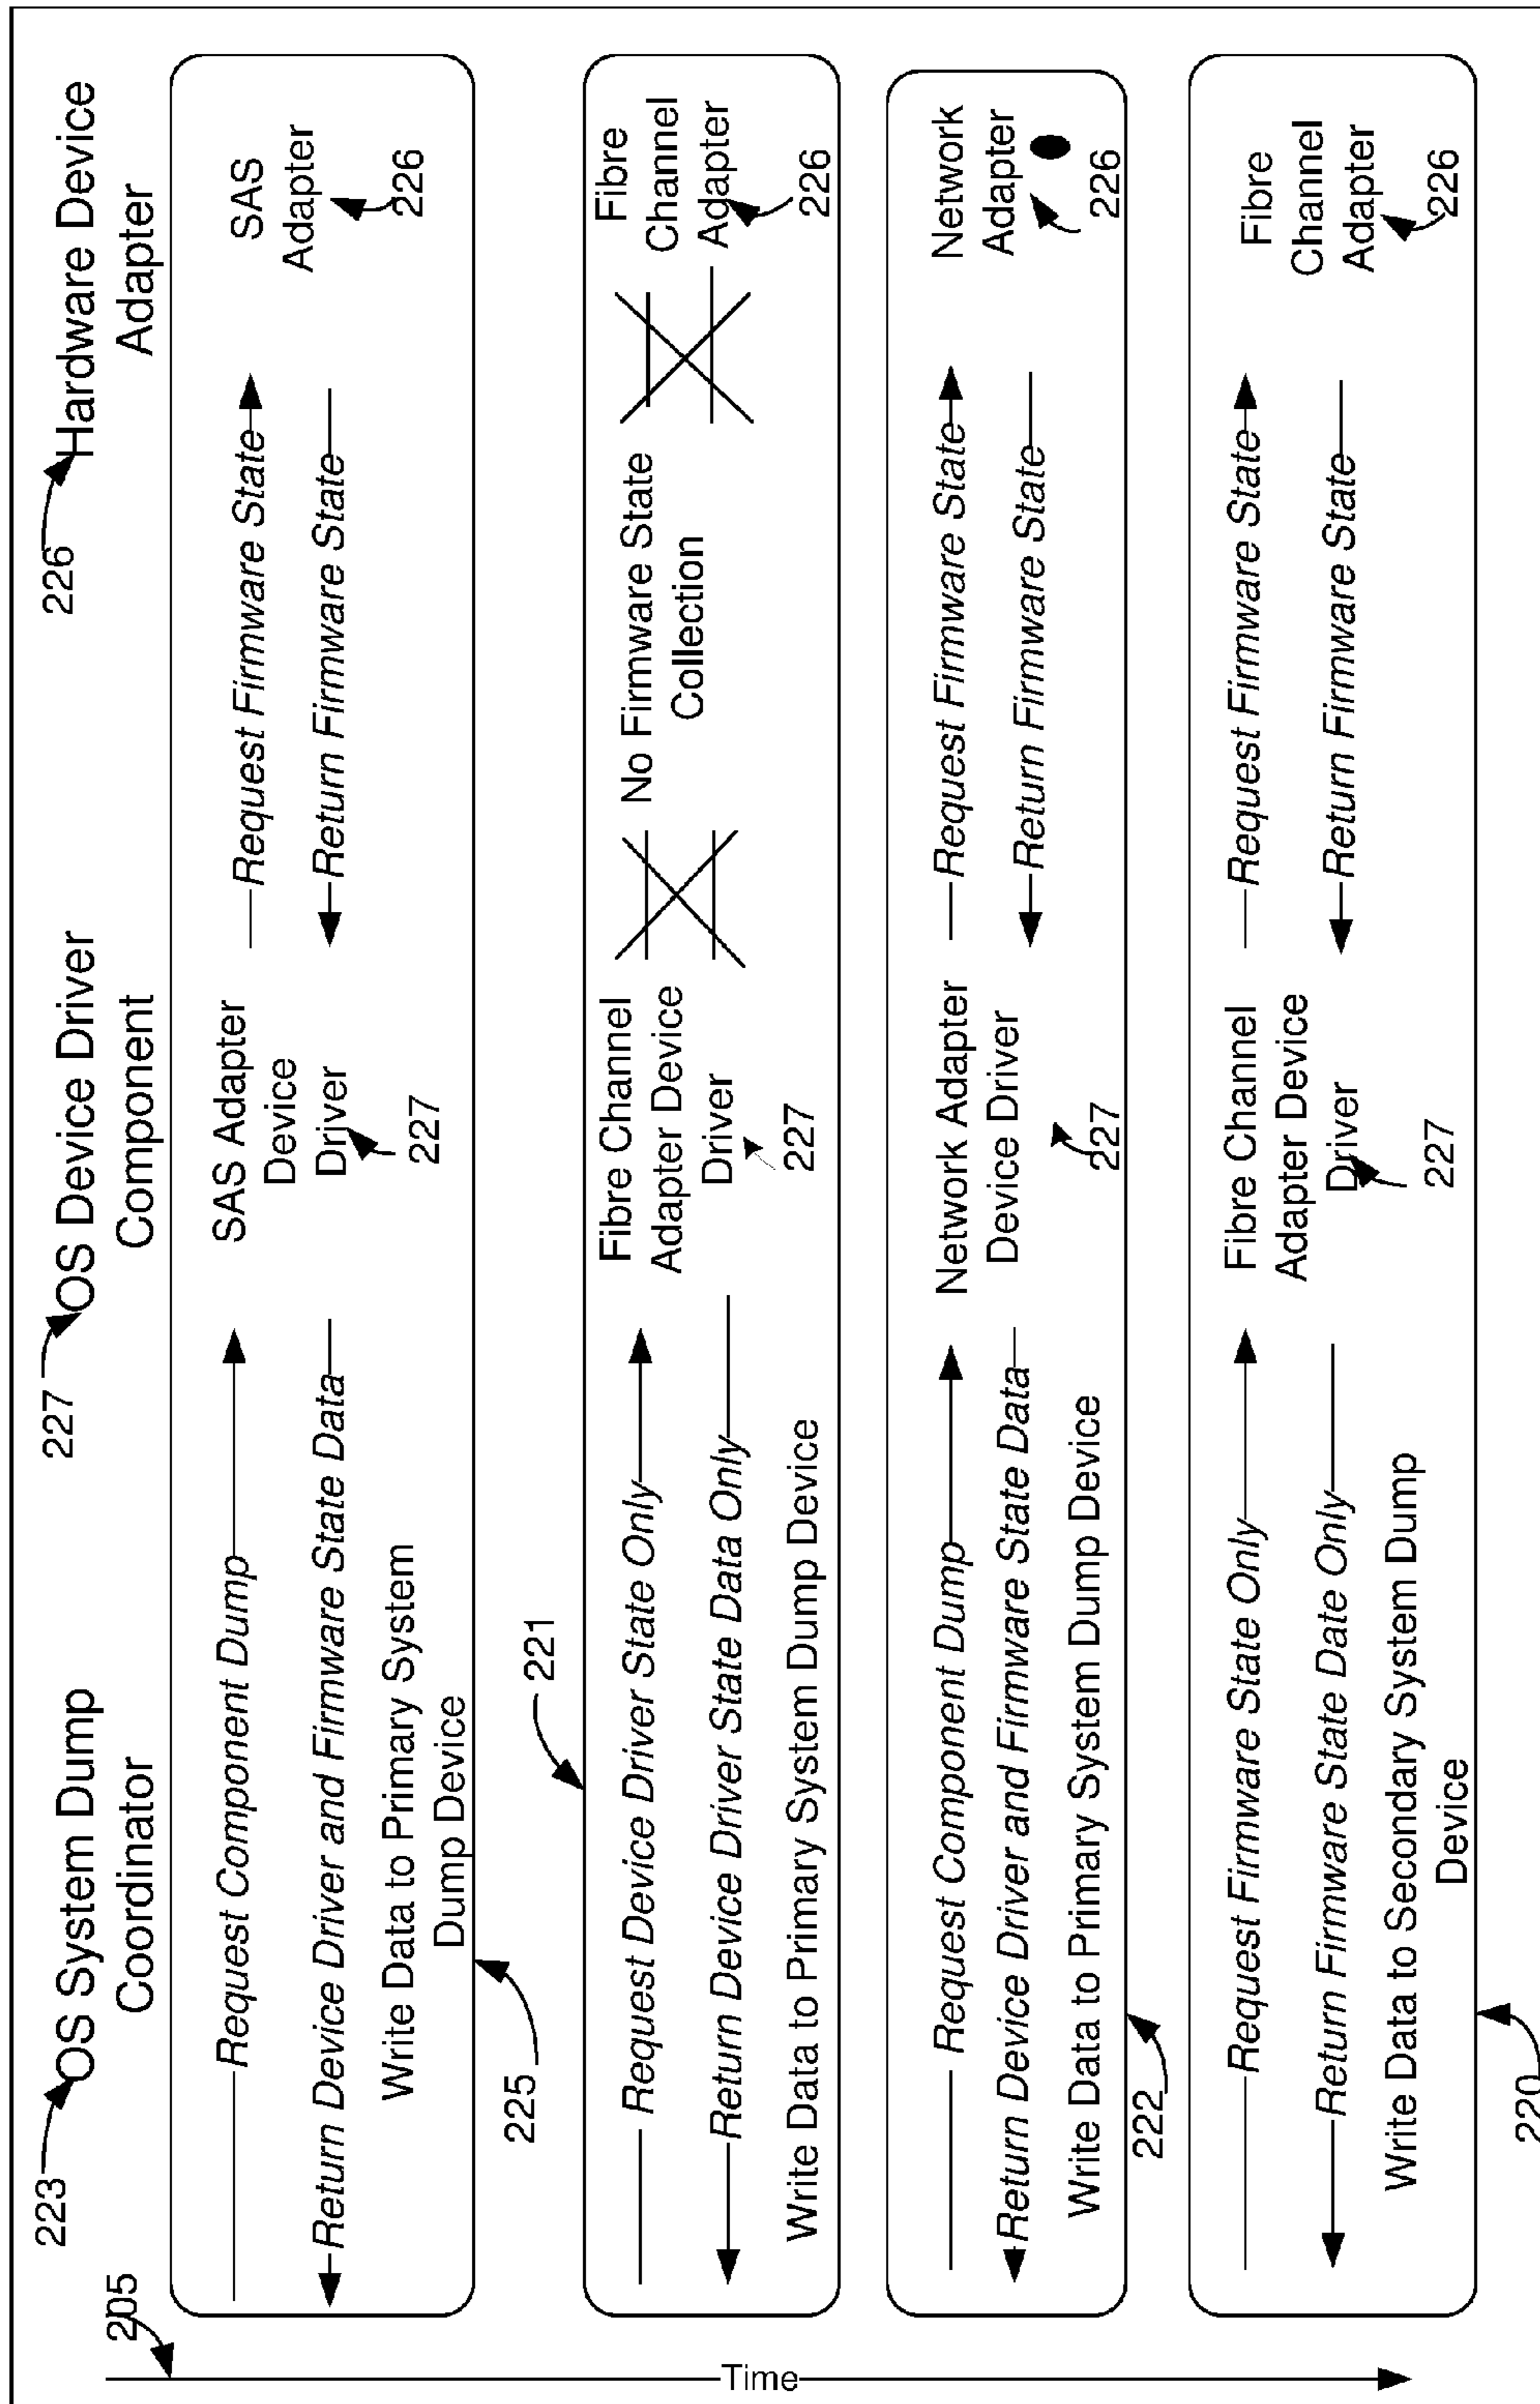 223
OS System Dump
Coordinator
227
OS Device Driver
Component
226
Hardware Device
Adapter
205
Time
Request Component Dump
Return Device Driver and Firmware State Data
Write Data to Primary System
Dump Device
225
SAS Adapter
Device
Driver
227
Request Firmware State
Return Firmware State
SAS
Adapter
226
221
Request Device Driver State Only
Return Device Driver State Data Only
Write Data to Primary System Dump Device
Fibre Channel
Adapter Device
Driver
227
No Firmware State
Collection
Fibre
Channel
Adapter
226
Request Component Dump
Return Device Driver and Firmware State Data
Write Data to Primary System Dump Device
222
Network Adapter
Device Driver
227
Request Firmware State
Return Firmware State
Network
Adapter
226
Request Firmware State Only
Return Firmware State Date Only
Write Data to Secondary System Dump
Device
220
Fibre Channel
Adapter Device
Driver
227
Request Firmware State
Return Firmware State
Fibre
Channel
Adapter
226